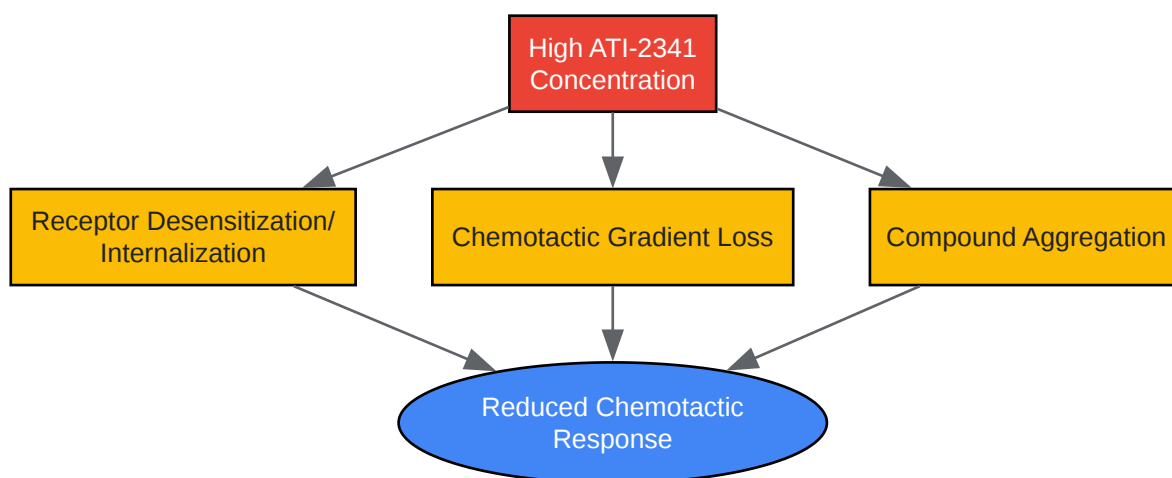 High ATI-2341
Concentration
Receptor Desensitization/
Internalization
Chemotactic Gradient Loss
Compound Aggregation
Reduced Chemotactic
Response